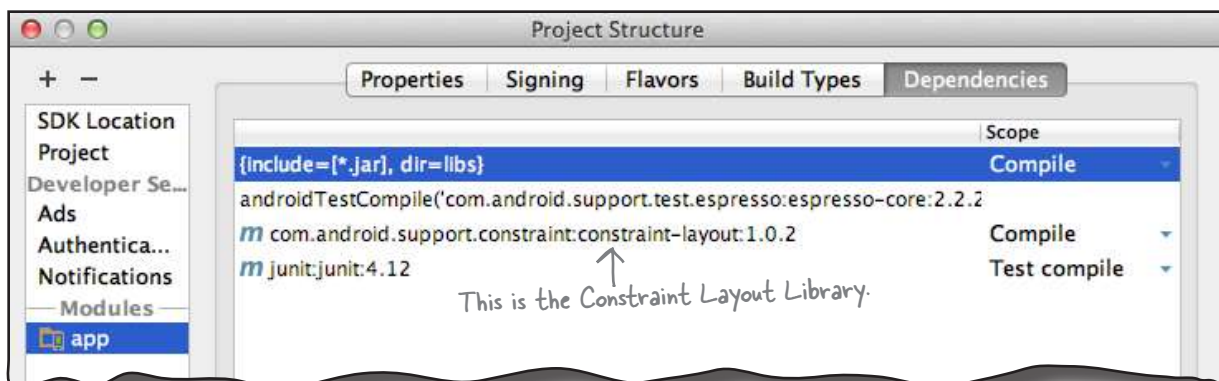 Project Structure
+ −
Properties Signing Flavors Build Types Dependencies
SDK Location
Project
Developer Se...
Ads
Authentica...
Notifications
Modules
app
Scope
{include=[*.jar], dir=libs} Compile
androidTestCompile('com.android.support.test.espresso:espresso-core:2.2.2
m com.android.support.constraint:constraint-layout:1.0.2 Compile
m junit:junit:4.12 Test compile
This is the Constraint Layout Library.